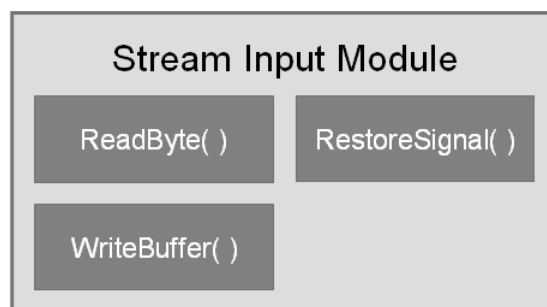 Stream Input Module
ReadByte( )
RestoreSignal( )
WriteBuffer( )